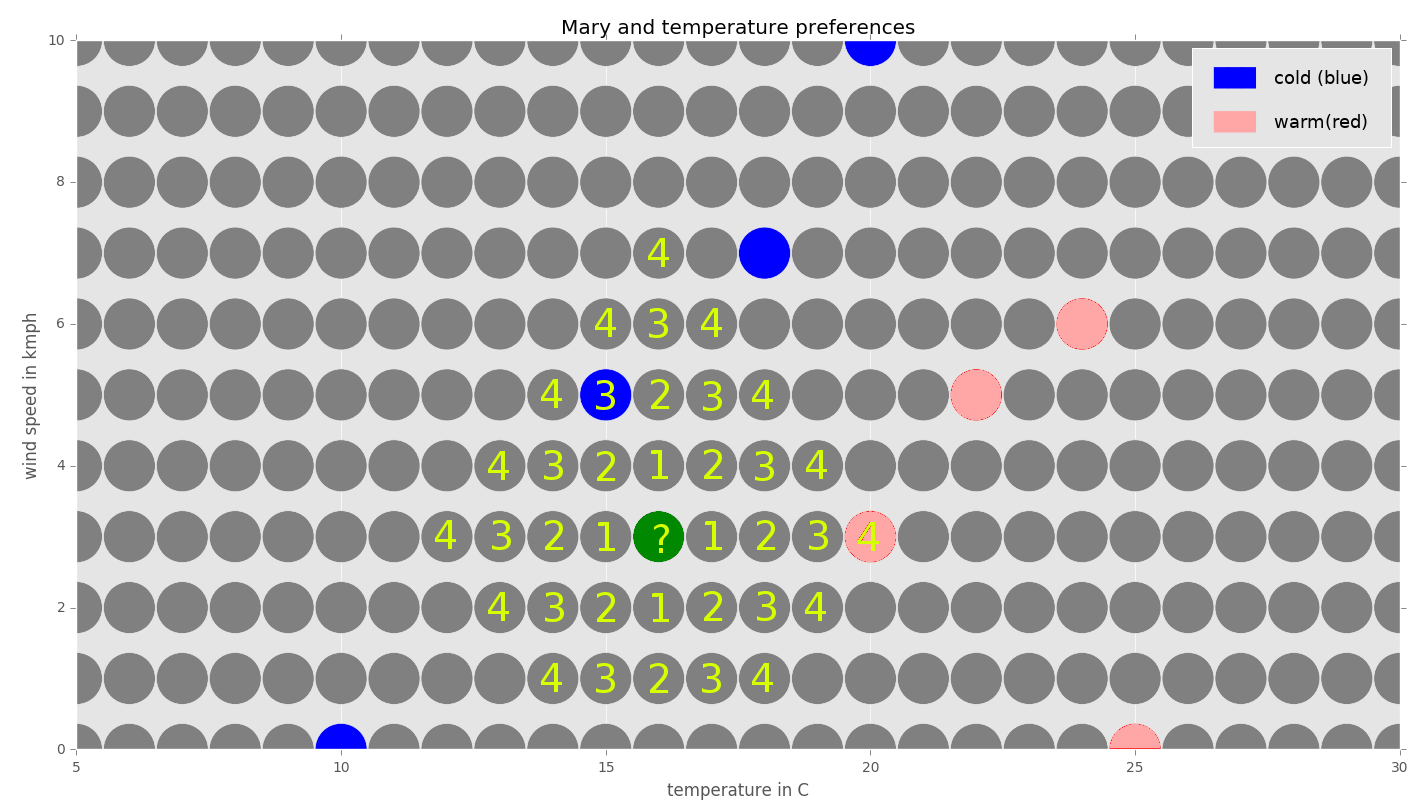 Mary and temperature preferences
10
cold (blue)
warm(red)
8
4
6
4 3 4
4 3 2 3 4
4
4 3 2 1 2 3 4
4 3 2 1 ? 1 2 3 4
2
4 3 2 1 2 3 4
4 3 2 3 4
0
5 10 15 20 25 30
temperature in C
wind speed in kmph